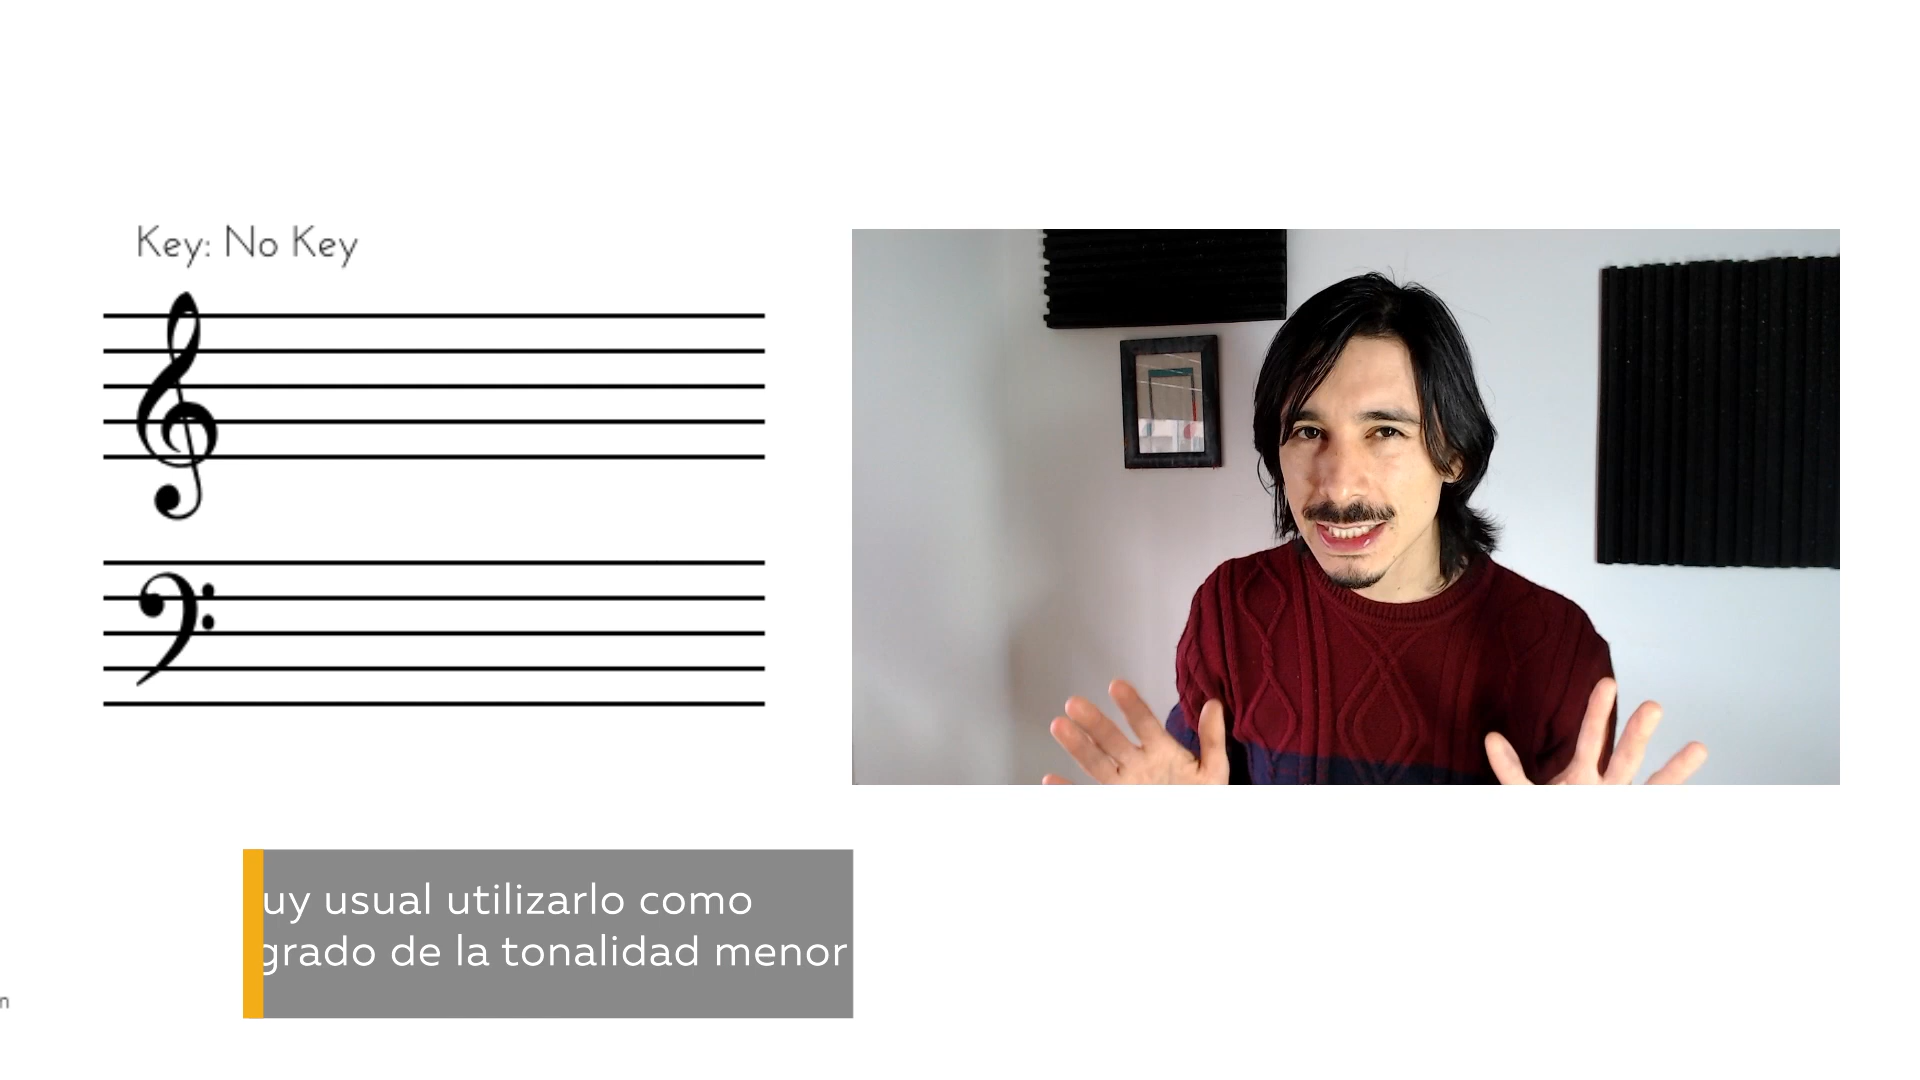 Key: No Key
uy usual utilizarlo como
grado de la tonalidad menor